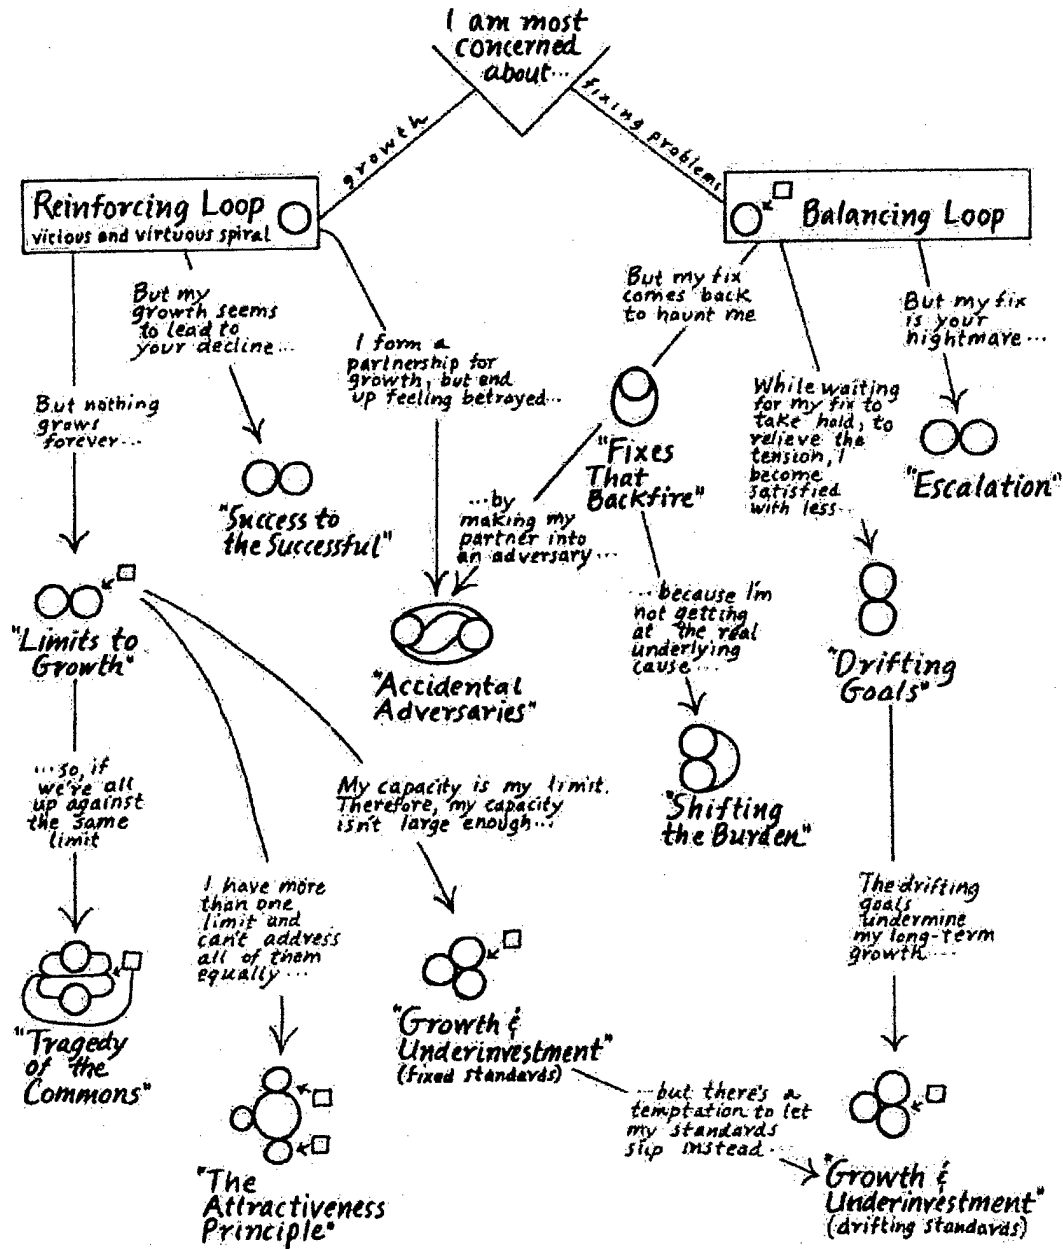 I am most
concerned
about...
growth
fixing problems
Reinforcing Loop
vicious and virtuous spiral
Balancing Loop
But my
growth seems
to lead to
your decline...
I form a
partnership for
growth, but end
up feeling betrayed...
But my fix
comes back
to haunt me
But my fix
is your
nightmare...
While waiting
for my fix to
take hold, to
relieve the
tension, I
become
satisfied
with less...
But nothing
grows
forever...
"Success to
the Successful"
"Fixes
That
Backfire"
"Escalation"
...by
making my
partner into
an adversary...
...because I'm
not getting
at the real
underlying
cause...
"Limits to
Growth"
"Accidental
Adversaries"
"Drifting
Goals"
...so, if
we're all
up against
the same
limit
My capacity is my limit.
Therefore, my capacity
isn't large enough...
"Shifting
the Burden"
I have more
than one
limit and
can't address
all of them
equally...
The drifting
goals
undermine
my long-term
growth...
"Tragedy
of the
Commons"
"Growth &
Underinvestment"
(fixed standards)
...but there's a
temptation to let
my standards
slip instead...
"The
Attractiveness
Principle"
"Growth &
Underinvestment"
(drifting standards)